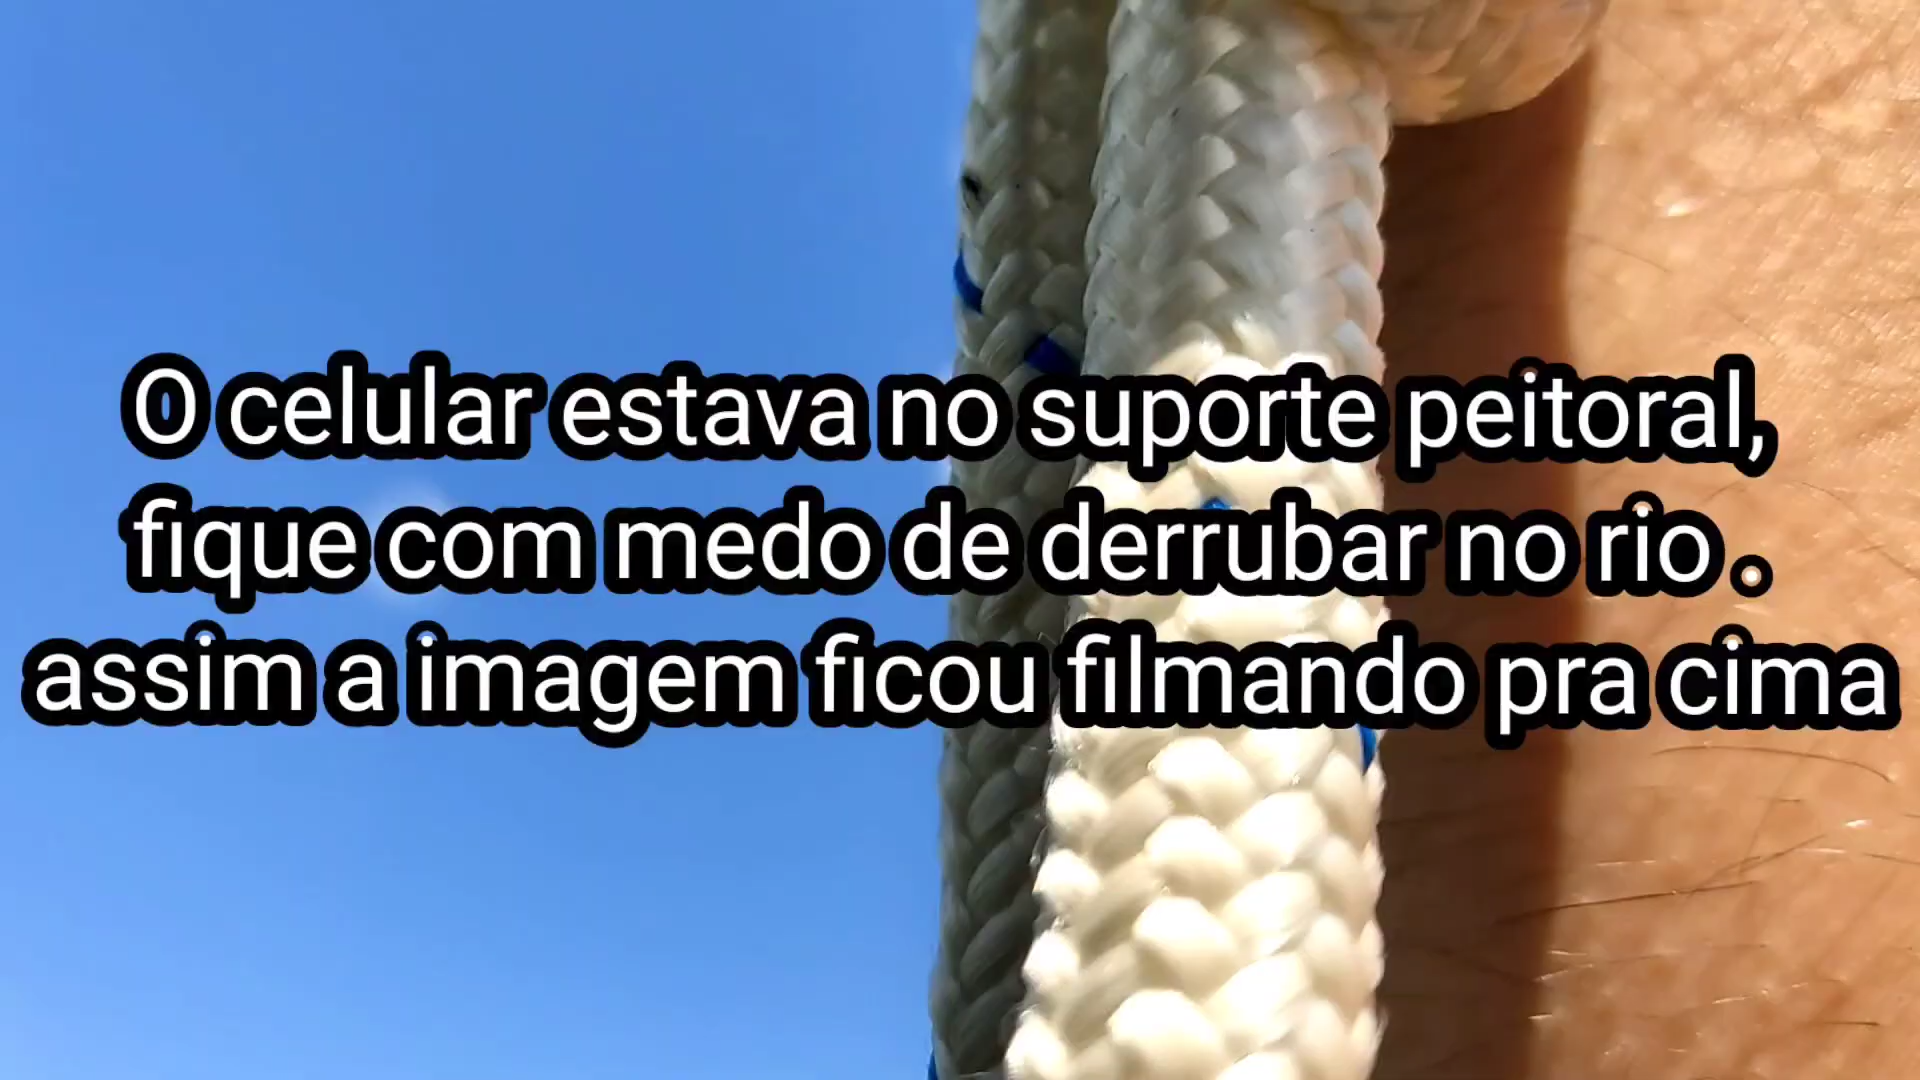 O celular estava no suporte peitoral,
fique com medo de derrubar no rio .
assim a imagem ficou filmando pra cima